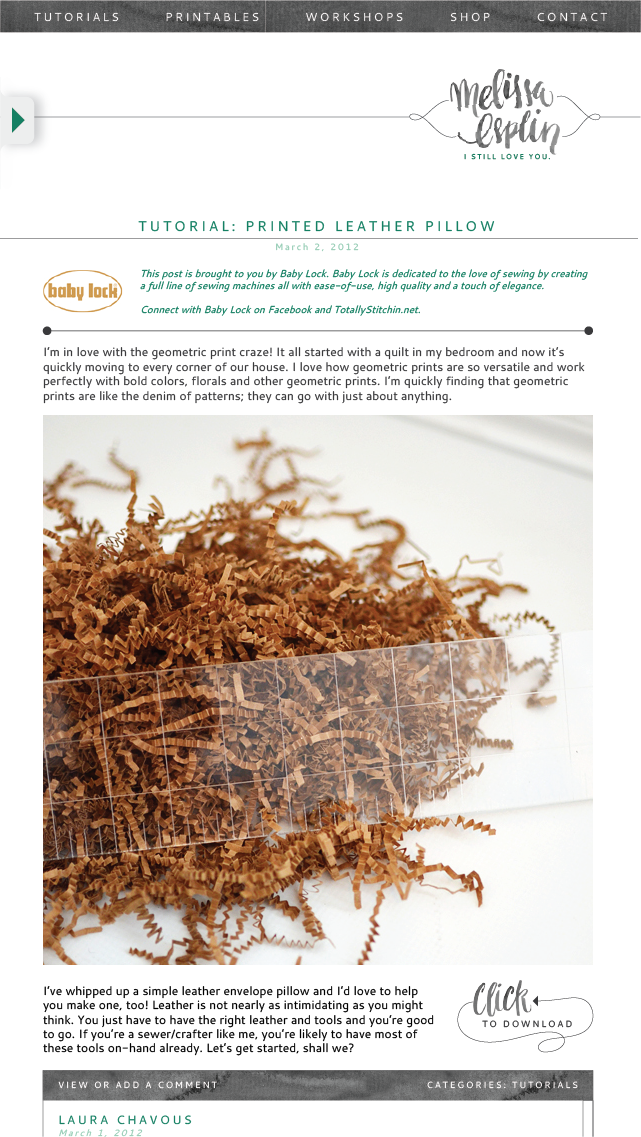 TUTORIALS PRINTABLES WORKSHOPS SHOP CONTACT
melissa
esplin
I STILL LOVE YOU.
TUTORIAL: PRINTED LEATHER PILLOW
March 2, 2012
baby lock
This post is brought to you by Baby Lock. Baby Lock is dedicated to the love of sewing by creating
a full line of sewing machines all with ease-of-use, high quality and a touch of elegance.
Connect with Baby Lock on Facebook and TotallyStitchin.net.
I'm in love with the geometric print craze! It all started with a quilt in my bedroom and now it's
quickly moving to every corner of our house. I love how geometric prints are so versatile and work
perfectly with bold colors, florals and other geometric prints. I'm quickly finding that geometric
prints are like the denim of patterns; they can go with just about anything.
I've whipped up a simple leather envelope pillow and I'd love to help
you make one, too! Leather is not nearly as intimidating as you might
think. You just have to have the right leather and tools and you're good
to go. If you're a sewer/crafter like me, you're likely to have most of
these tools on-hand already. Let's get started, shall we?
Click
TO DOWNLOAD
VIEW OR ADD A COMMENT CATEGORIES: TUTORIALS
LAURA CHAVOUS
March 1, 2012